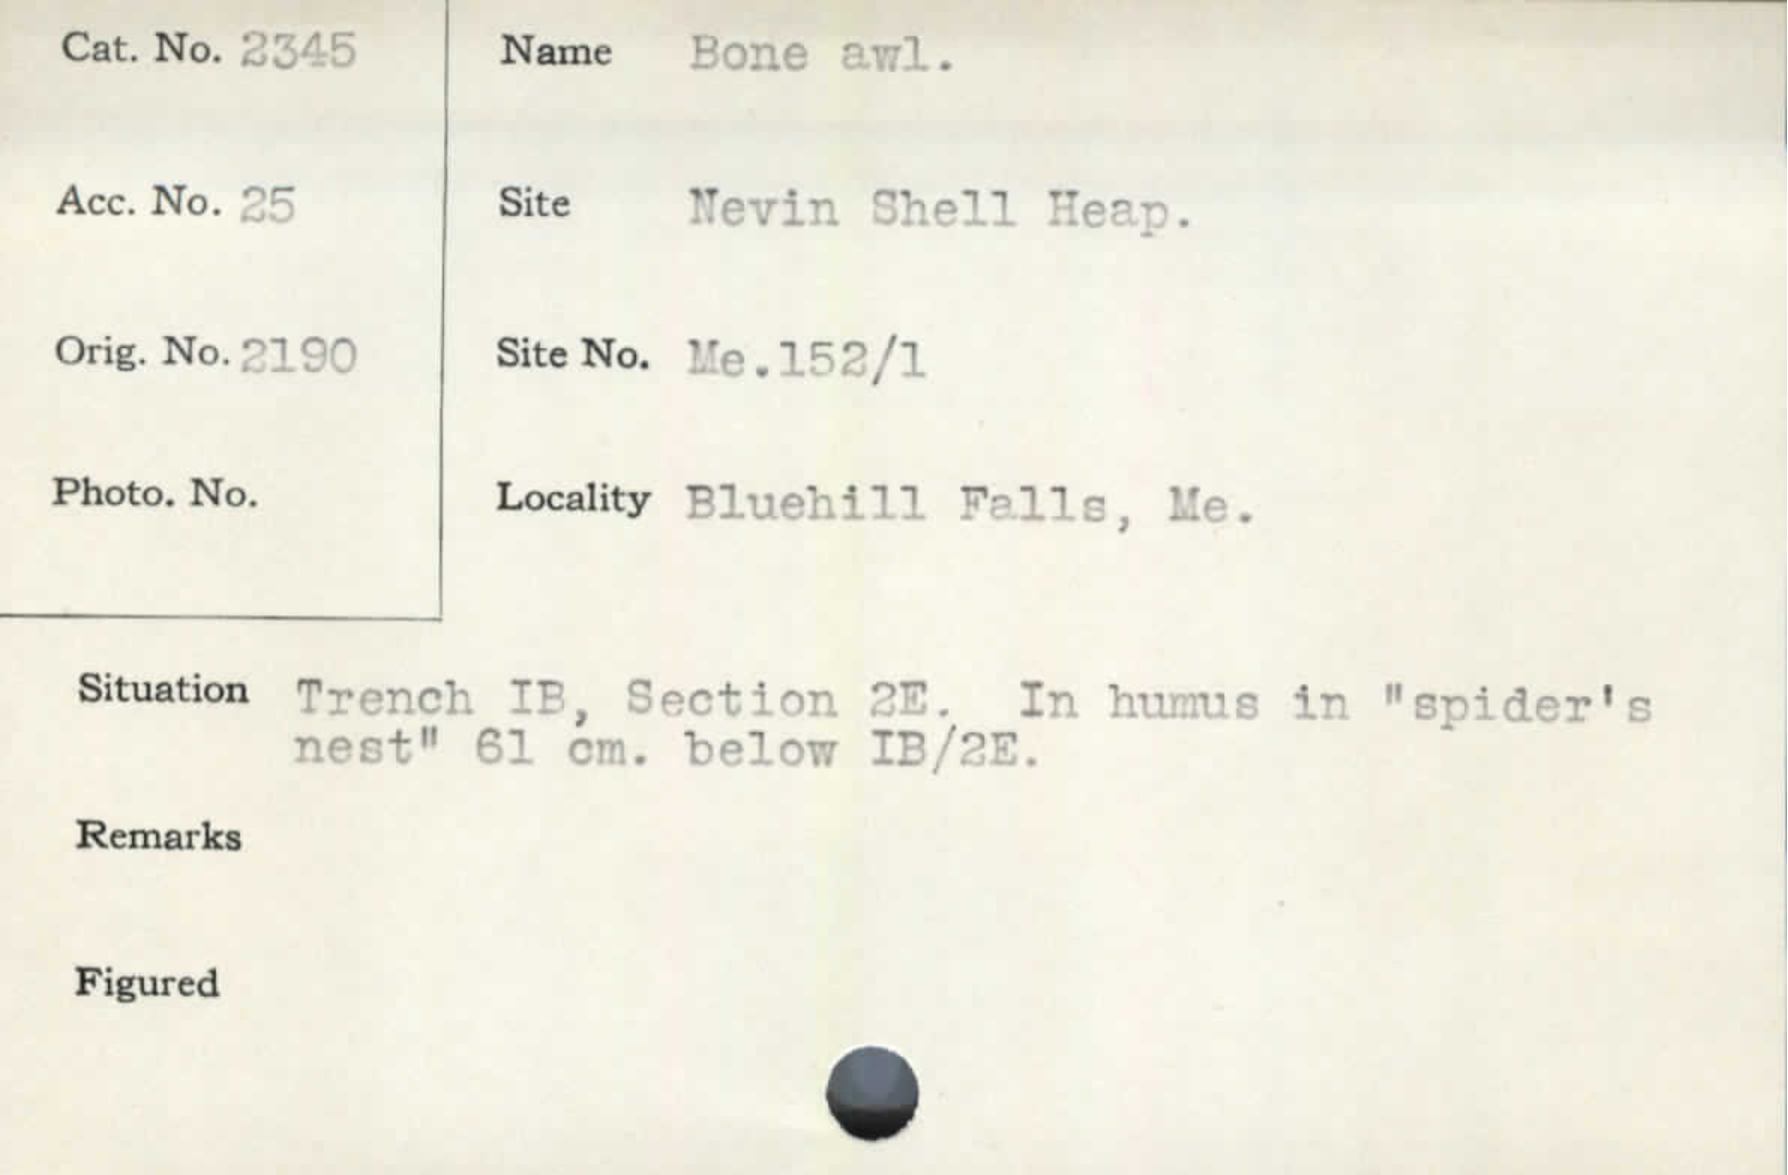 Cat. No. 2345
Name Bone awl.
Acc. No. 25
Site Nevin Shell Heap.
Orig. No. 2190
Site No. Me.152/1
Photo. No.
Locality Bluehill Falls, Me.
Situation Trench IB, Section 2E. In humus in "spider's
nest" 61 cm. below IB/2E.
Remarks
Figured